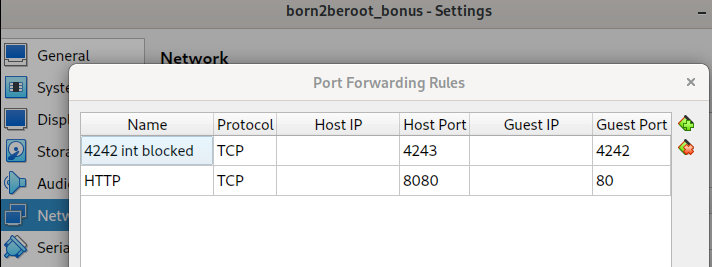 born2beroot_bonus - Settings
General
Network
Port Forwarding Rules
Name Protocol Host IP Host Port Guest IP Guest Port
4242 int blocked TCP 4243 4242
HTTP TCP 8080 80
Syste
Displ
Stora
Audi
Netw
Seria